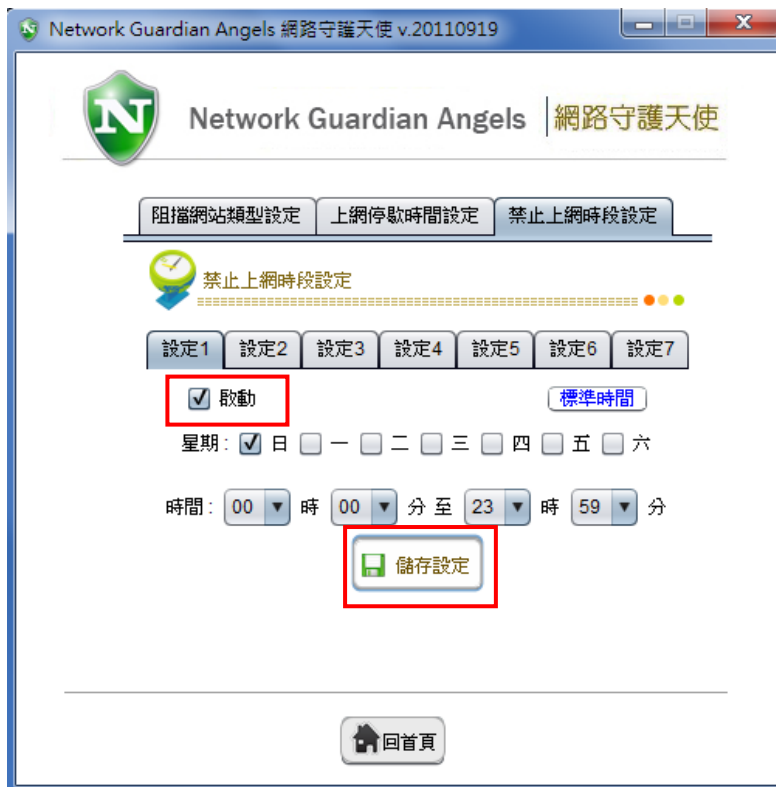 Network Guardian Angels 網路守護天使 v.20110919
Network Guardian Angels 網路守護天使
阻擋網站類型設定 上網停歇時間設定 禁止上網時段設定
禁止上網時段設定
設定1 設定2 設定3 設定4 設定5 設定6 設定7
啟動 標準時間
星期: 日 一 二 三 四 五 六
時間: 00 時 00 分 至 23 時 59 分
儲存設定
回首頁